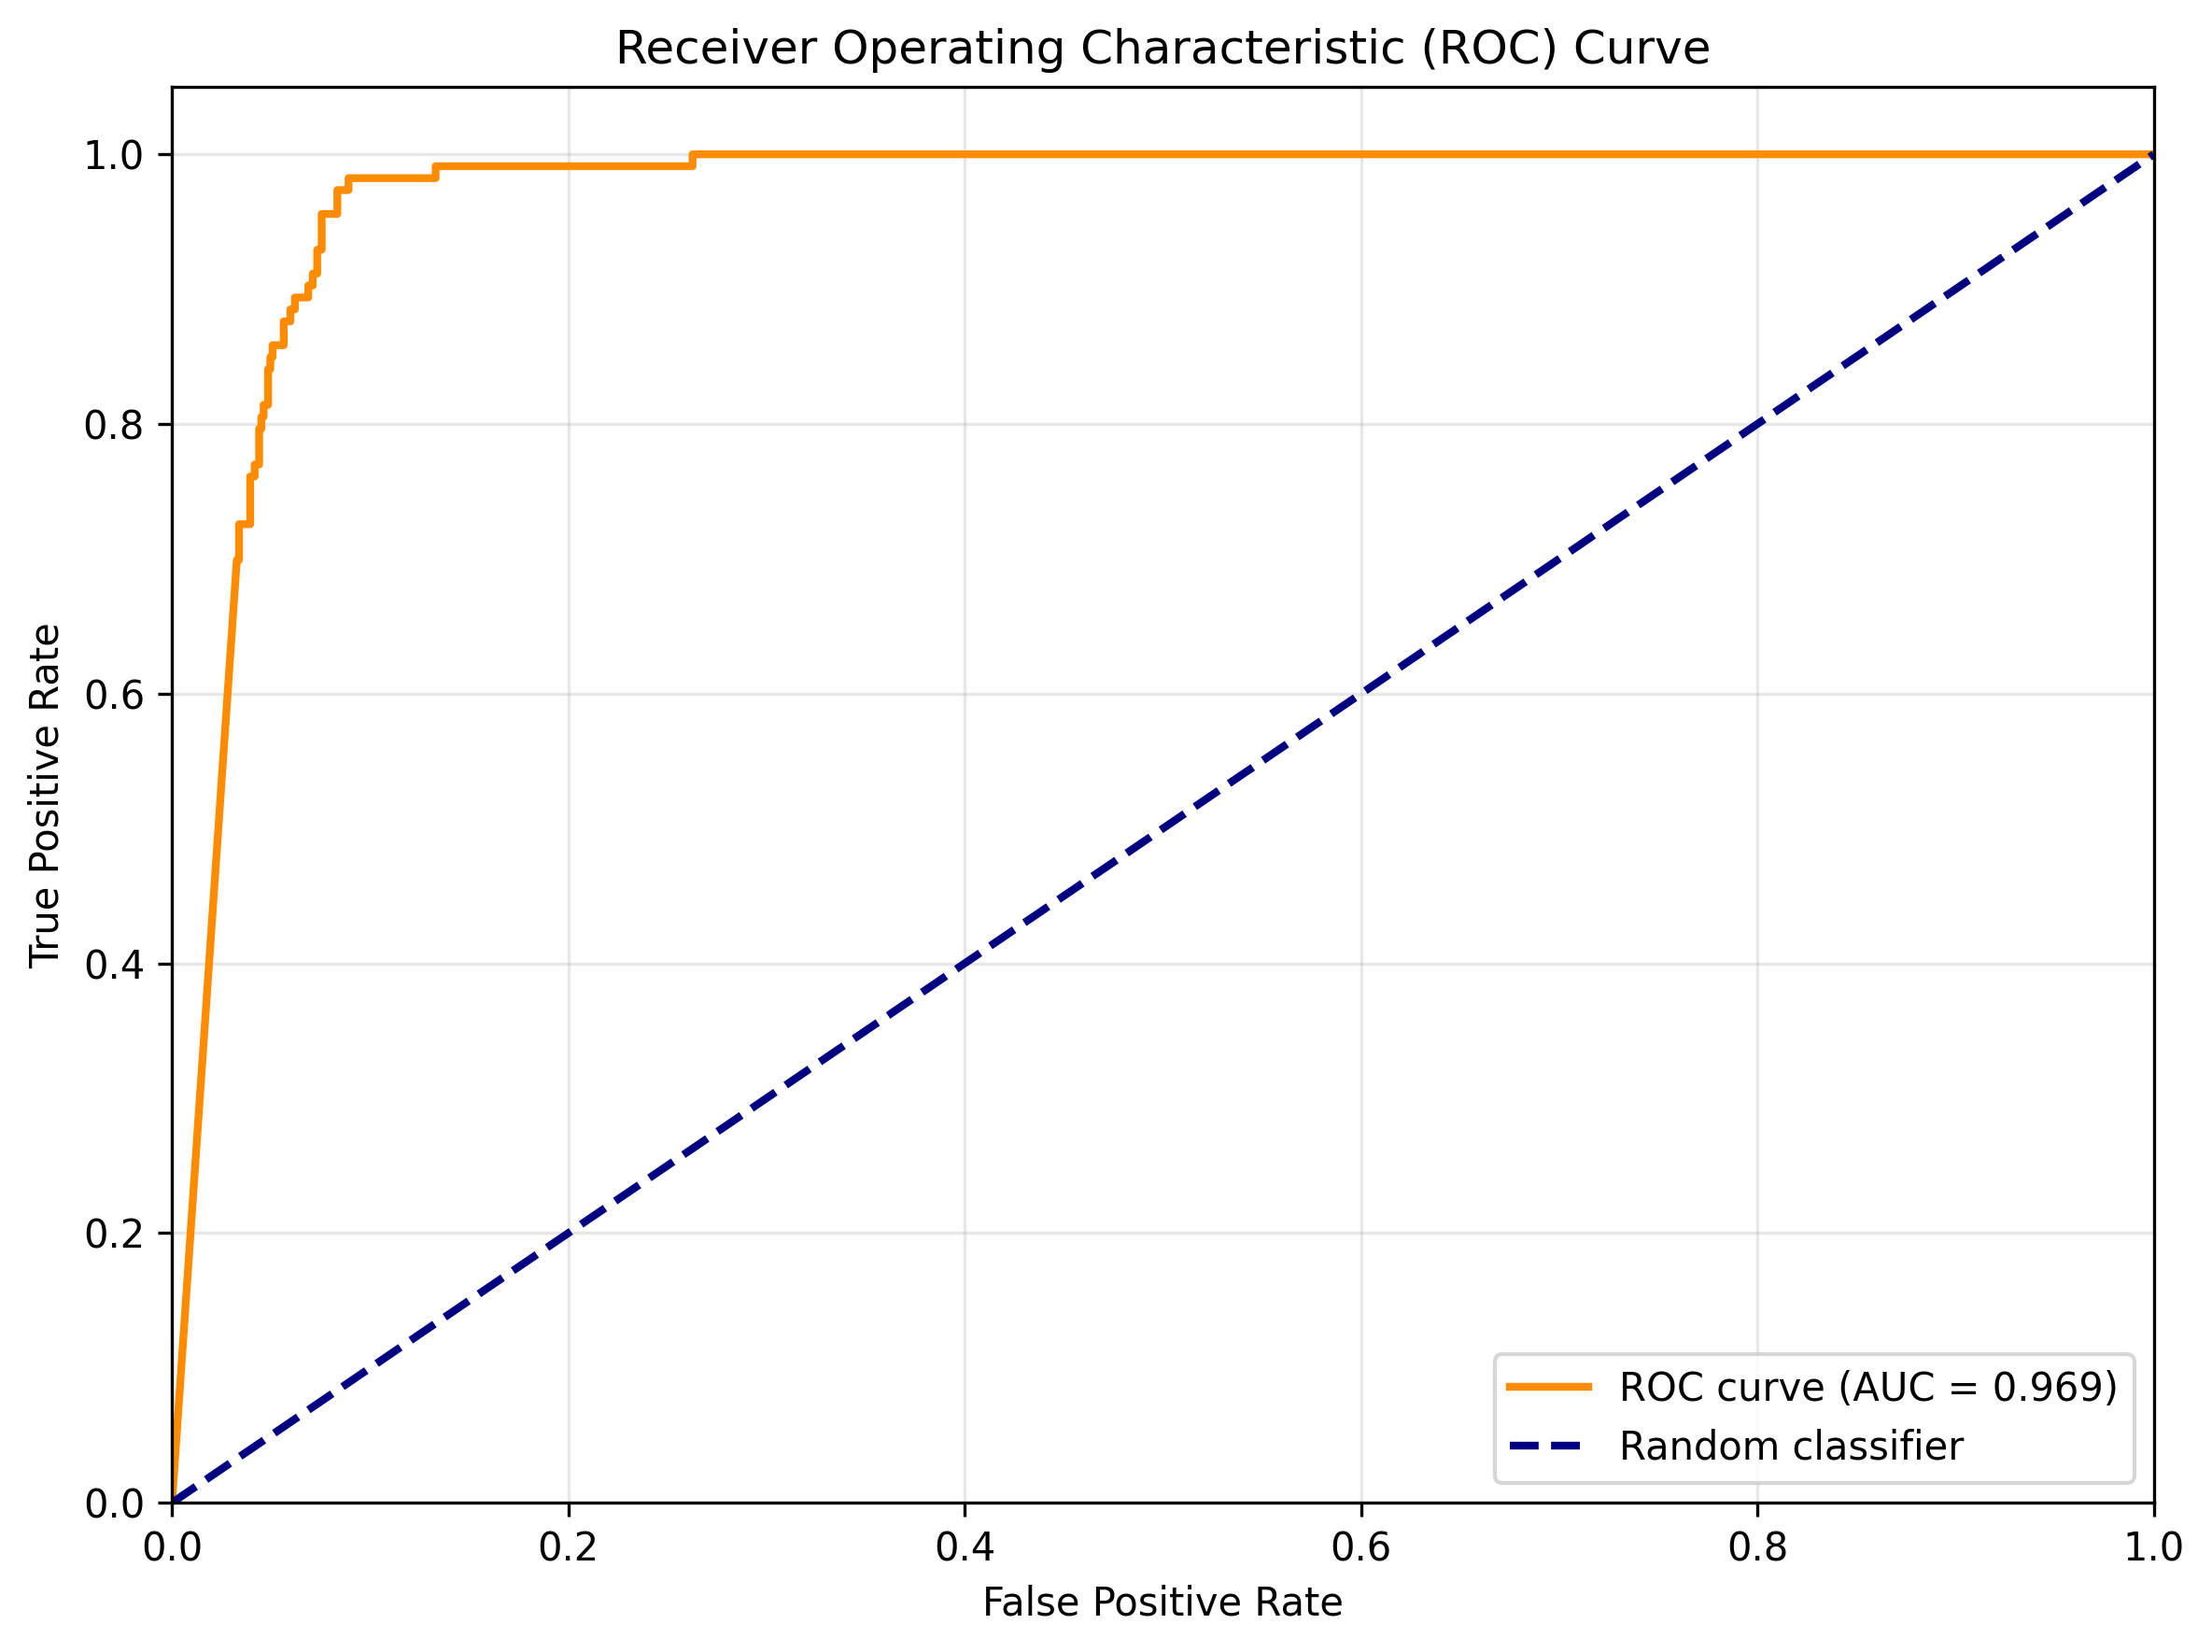 Receiver Operating Characteristic (ROC) Curve
True Positive Rate
1.0
0.8
0.6
0.4
0.2
0.0
0.0 0.2 0.4 0.6 0.8 1.0
False Positive Rate
ROC curve (AUC = 0.969)
Random classifier